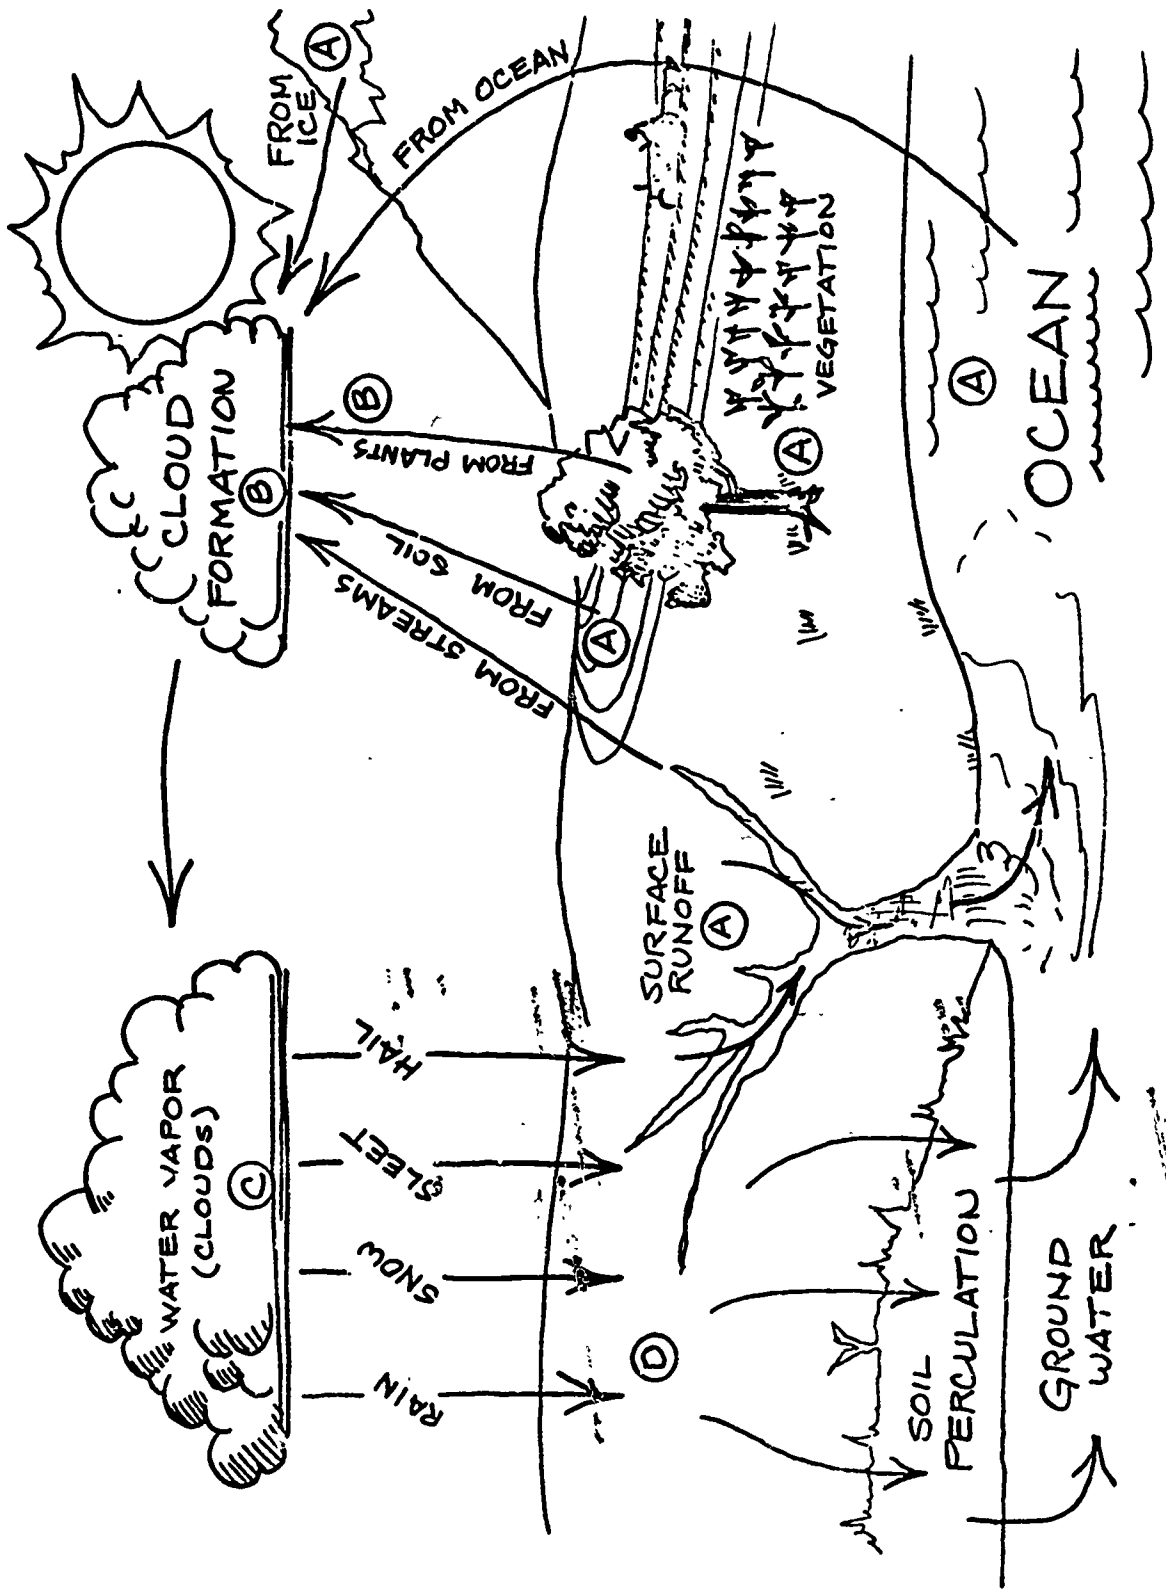 WATER VAPOR
(CLOUDS)
C
CLOUD
FORMATION
B
FROM
ICE
A
FROM OCEAN
RAIN
SNOW
SLEET
HAIL
FROM STREAMS
FROM SOIL
FROM PLANTS
B
D
SURFACE
RUNOFF
A
A
A
VEGETATION
SOIL
PERCULATION
GROUND
WATER
A
OCEAN